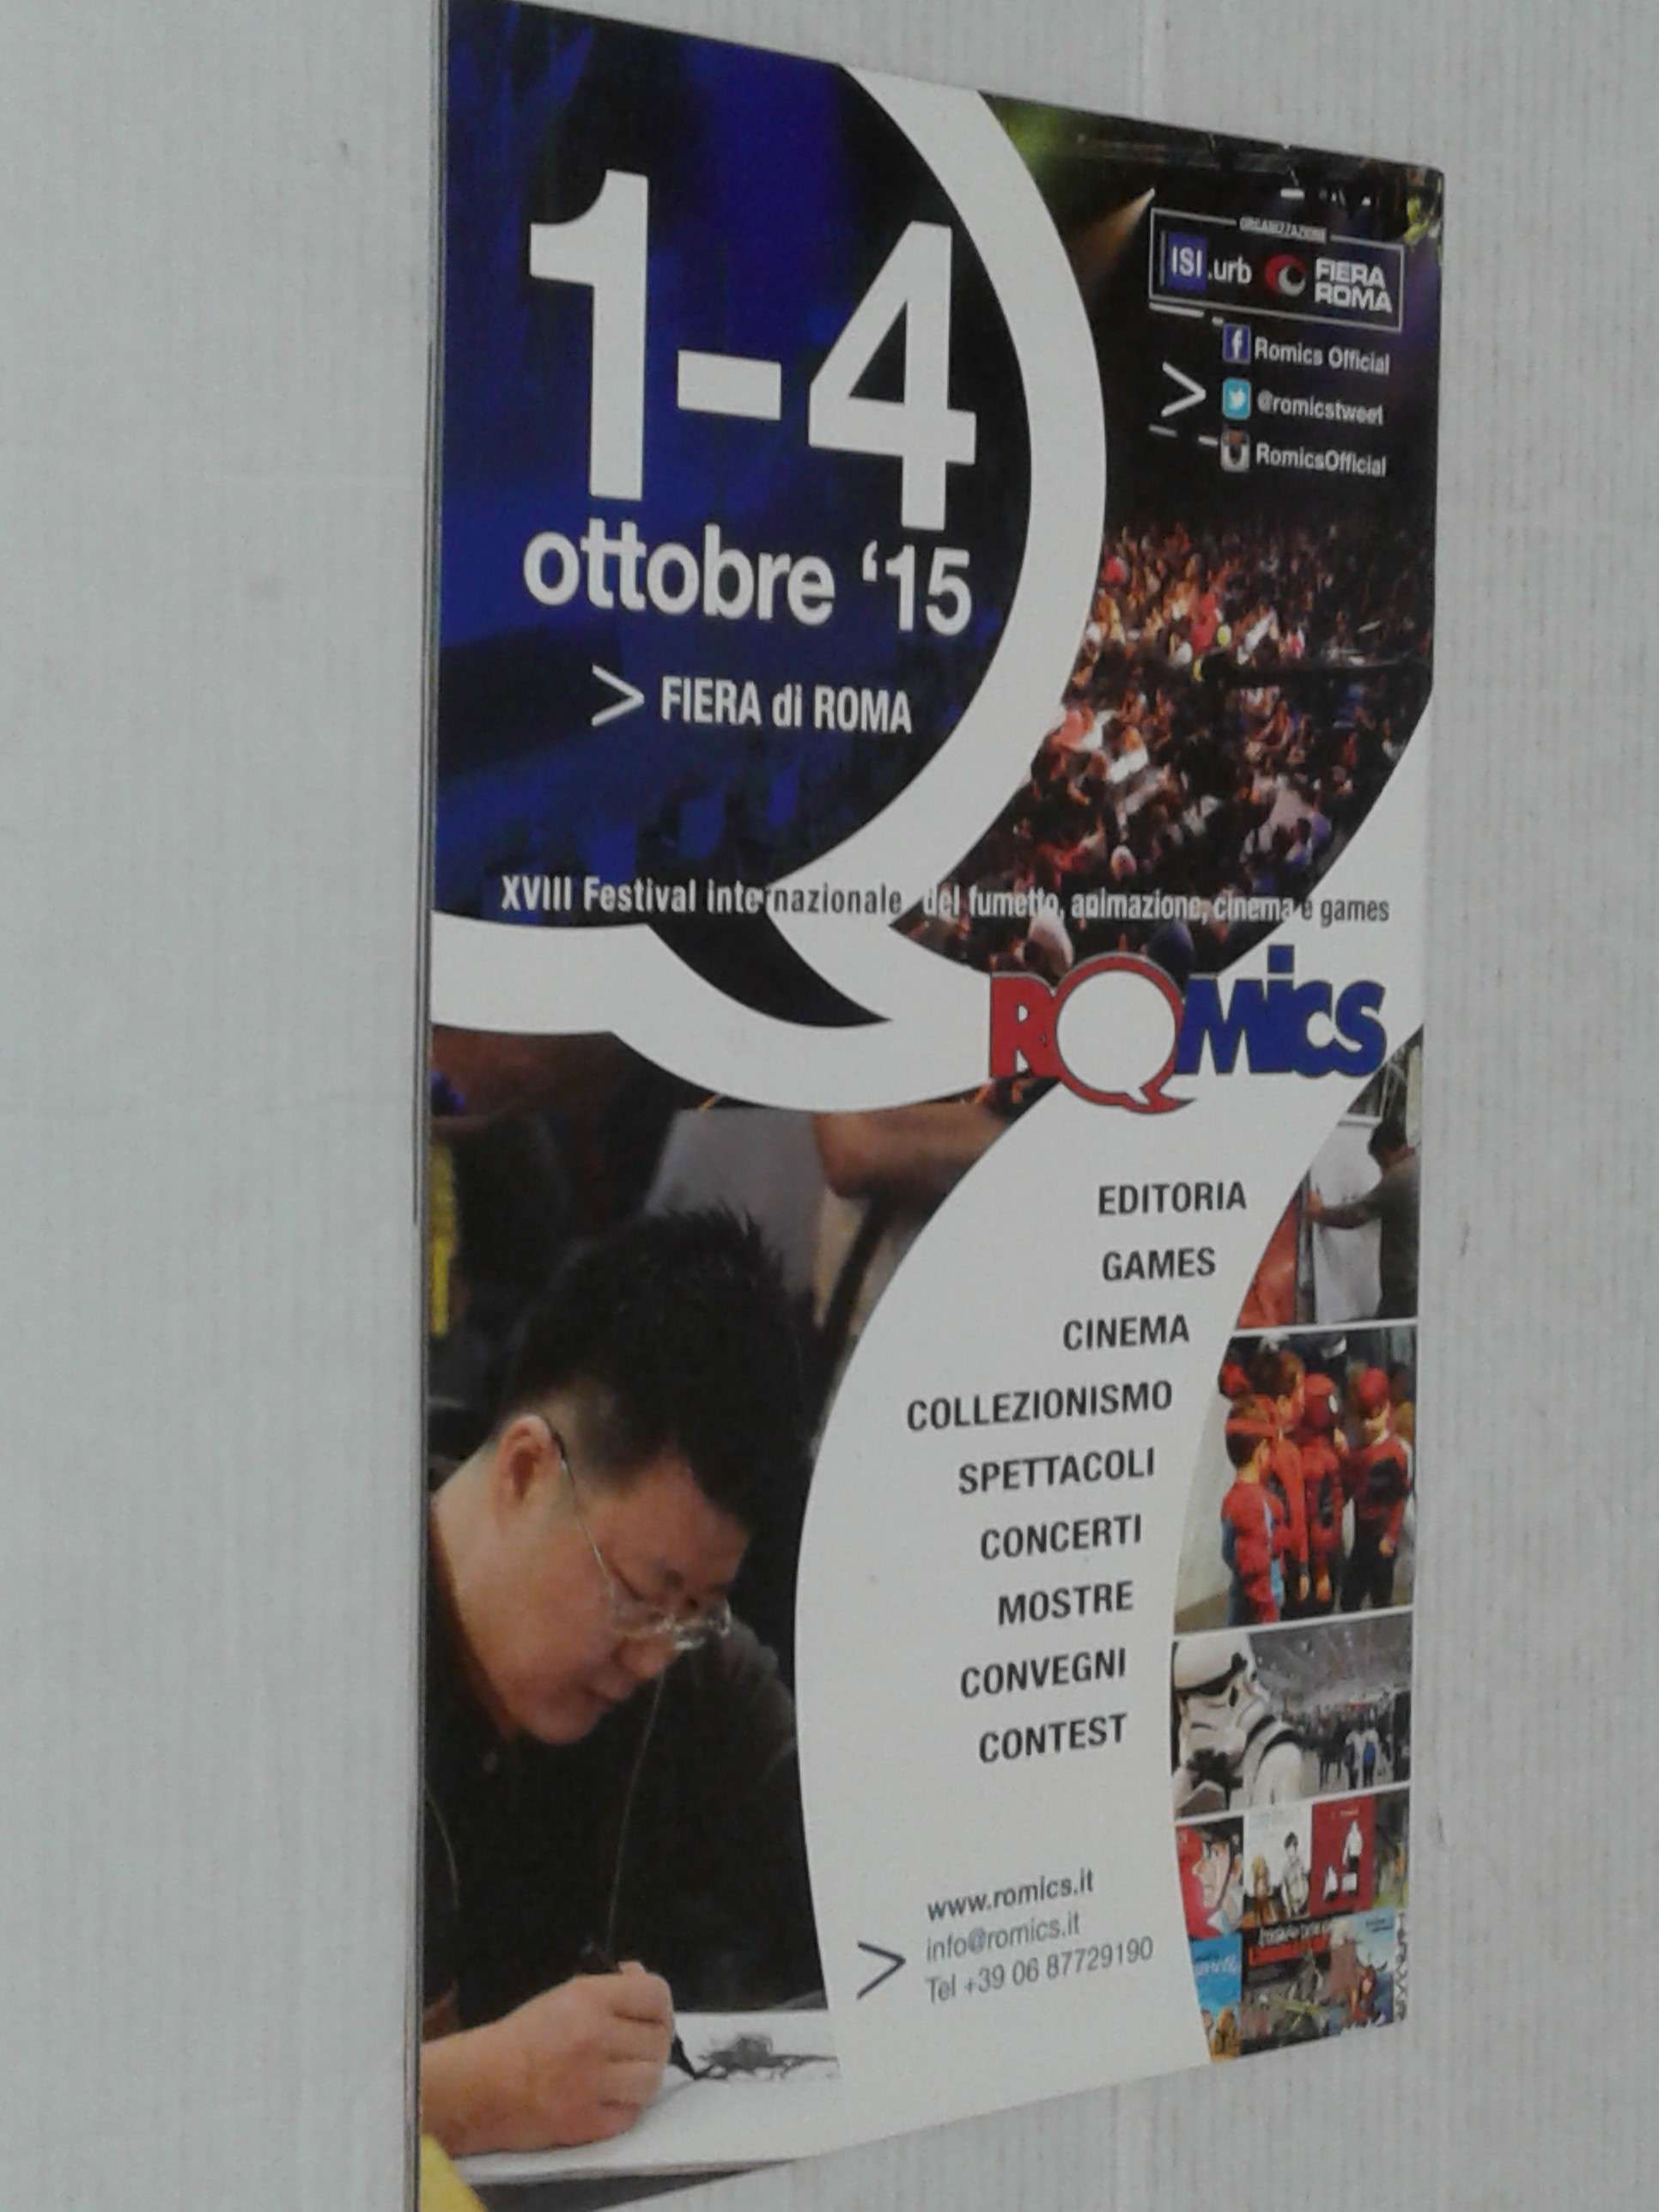 1-4
ottobre '15
> FIERA di ROMA
ORGANIZZAZIONE
ISI.urb FIERA ROMA
Romics Official
@romicstweet
RomicsOfficial
XVIII Festival internazionale del fumetto, animazione, cinema e games
ROMiCS
EDITORIA
GAMES
CINEMA
COLLEZIONISMO
SPETTACOLI
CONCERTI
MOSTRE
CONVEGNI
CONTEST
www.romics.it
info@romics.it
Tel +39 06 87729190